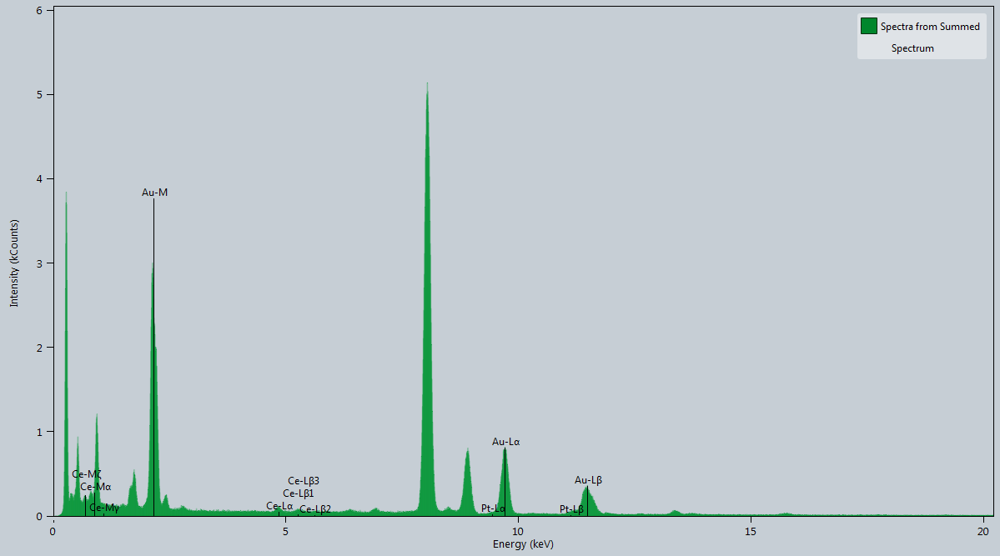 6
Spectra from Summed
Spectrum
5
4
Au-M
Intensity (kCounts)
3
2
1
Au-Lα
Ce-Mζ
Ce-Lβ3
Au-Lβ
Ce-Mα
Ce-Lβ1
Ce-Mγ
Ce-Lα
Ce-Lβ2
Pt-Lα
Pt-Lβ
0
0 5 10 15 20
Energy (keV)